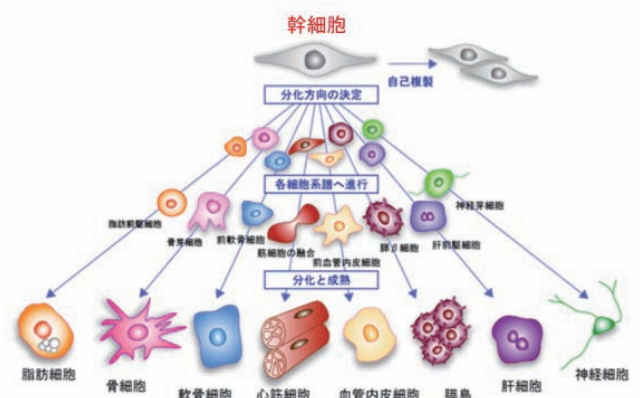 幹細胞
自己複製
分化方向の決定
各細胞系譜へ進行
脂肪前駆細胞
骨芽細胞
前軟骨細胞
筋細胞の融合
前血管内皮細胞
膵β細胞
肝前駆細胞
神経芽細胞
分化と成熟
脂肪細胞
骨細胞
軟骨細胞
心筋細胞
血管内皮細胞
膵島
肝細胞
神経細胞